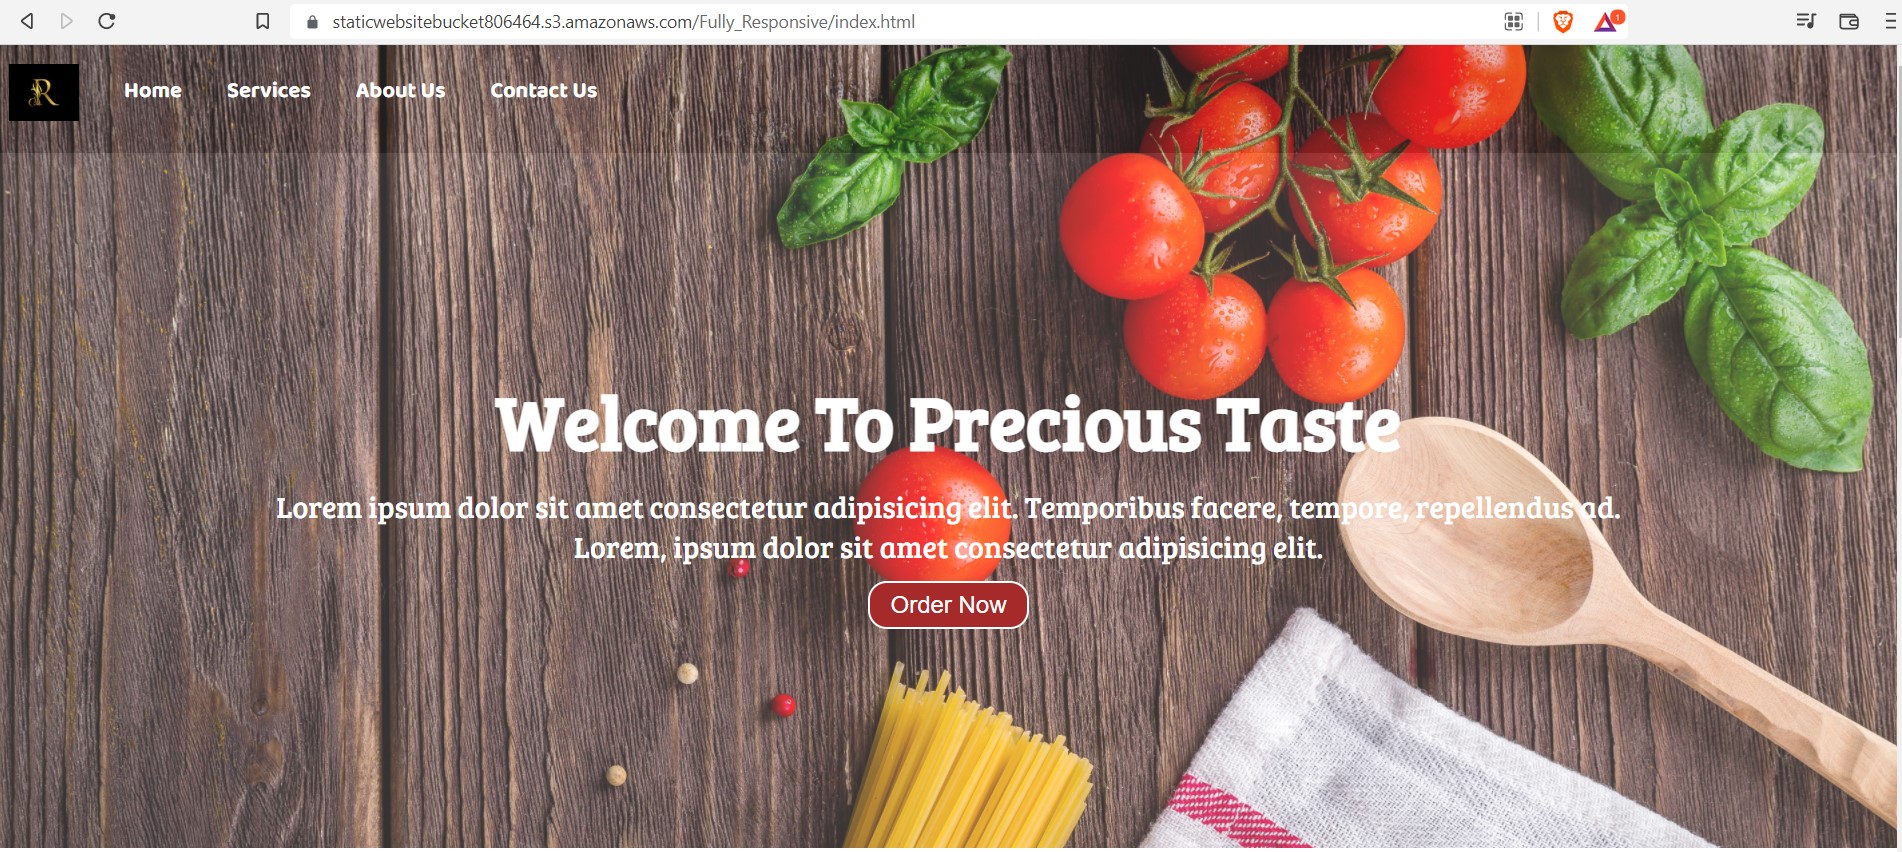 staticwebsitebucket806464.s3.amazonaws.com/Fully_Responsive/index.html
1
R
Home Services About Us Contact Us
Welcome To Precious Taste
Lorem ipsum dolor sit amet consectetur adipisicing elit. Temporibus facere, tempore, repellendus ad.
Lorem, ipsum dolor sit amet consectetur adipisicing elit.
Order Now